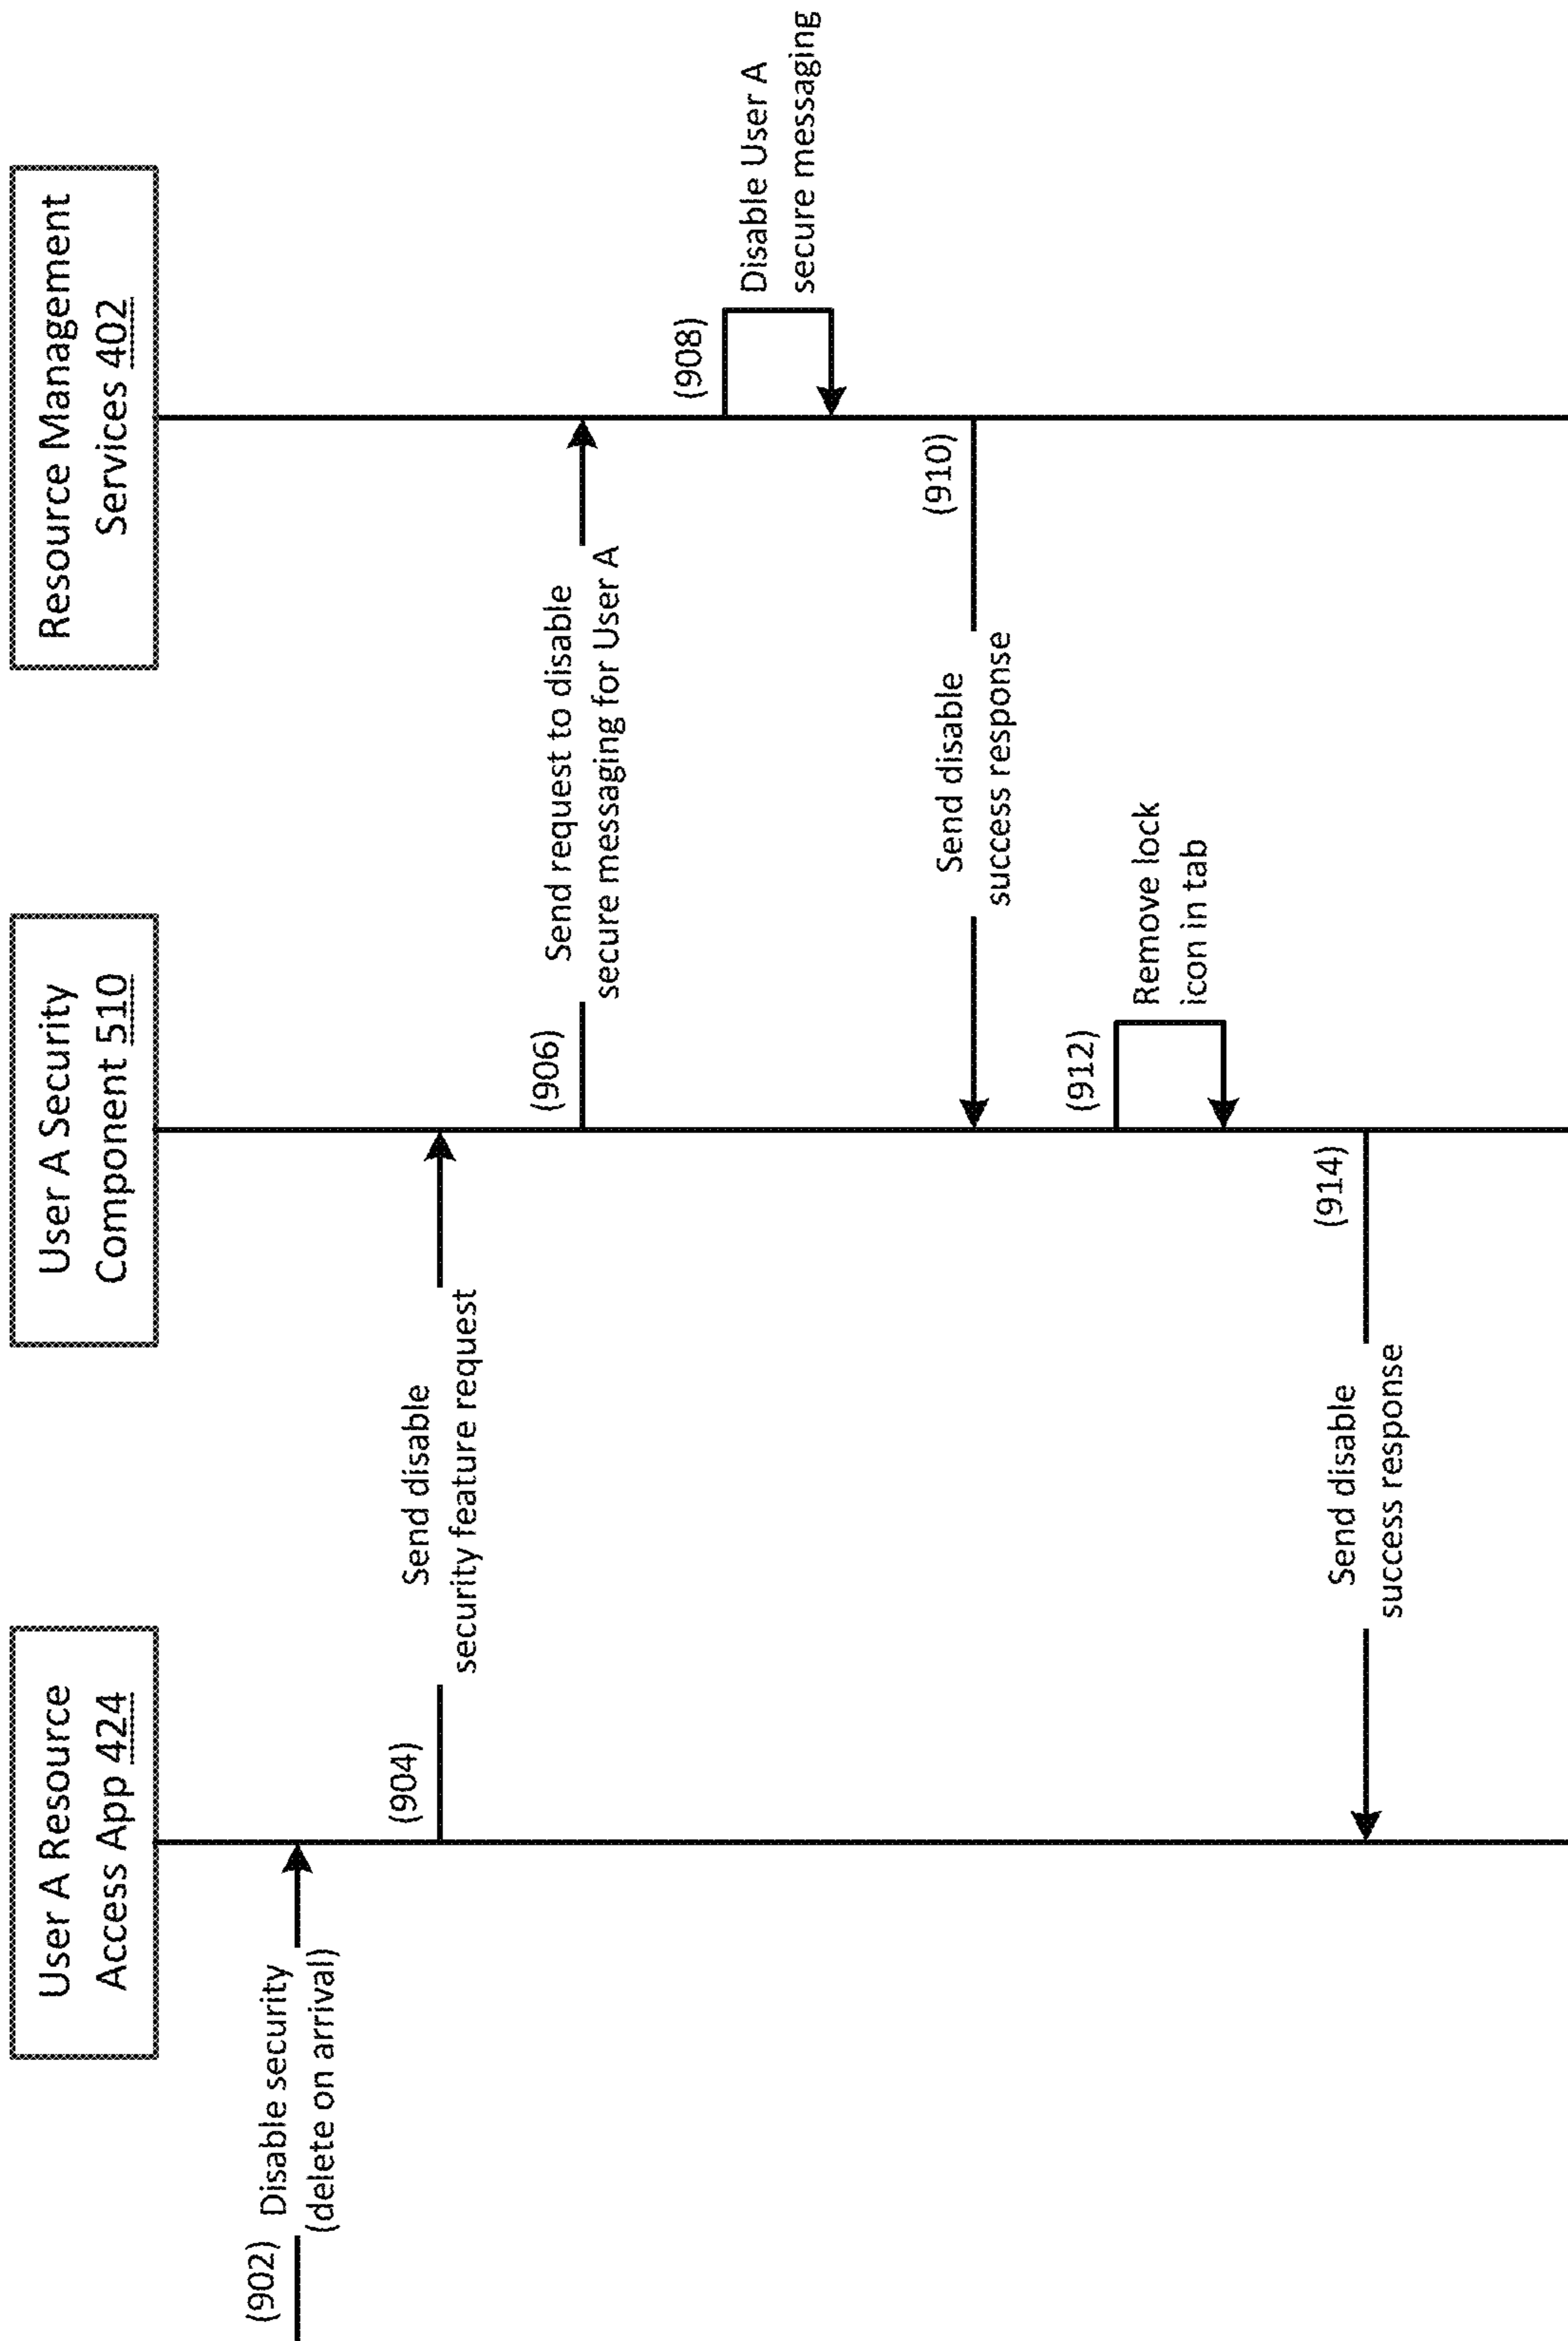 User A Resource
Access App 424
User A Security
Component 510
Resource Management
Services 402
(902) Disable security
(delete on arrival)
(904)
Send disable
security feature request
(906)
Send request to disable
secure messaging for User A
(908)
Disable User A
secure messaging
(910)
Send disable
success response
(912)
Remove lock
icon in tab
(914)
Send disable
success response